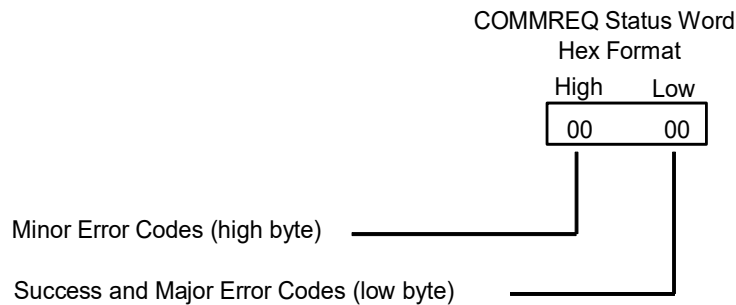 COMMREQ Status Word
Hex Format
High Low
00 00
Minor Error Codes (high byte)
Success and Major Error Codes (low byte)